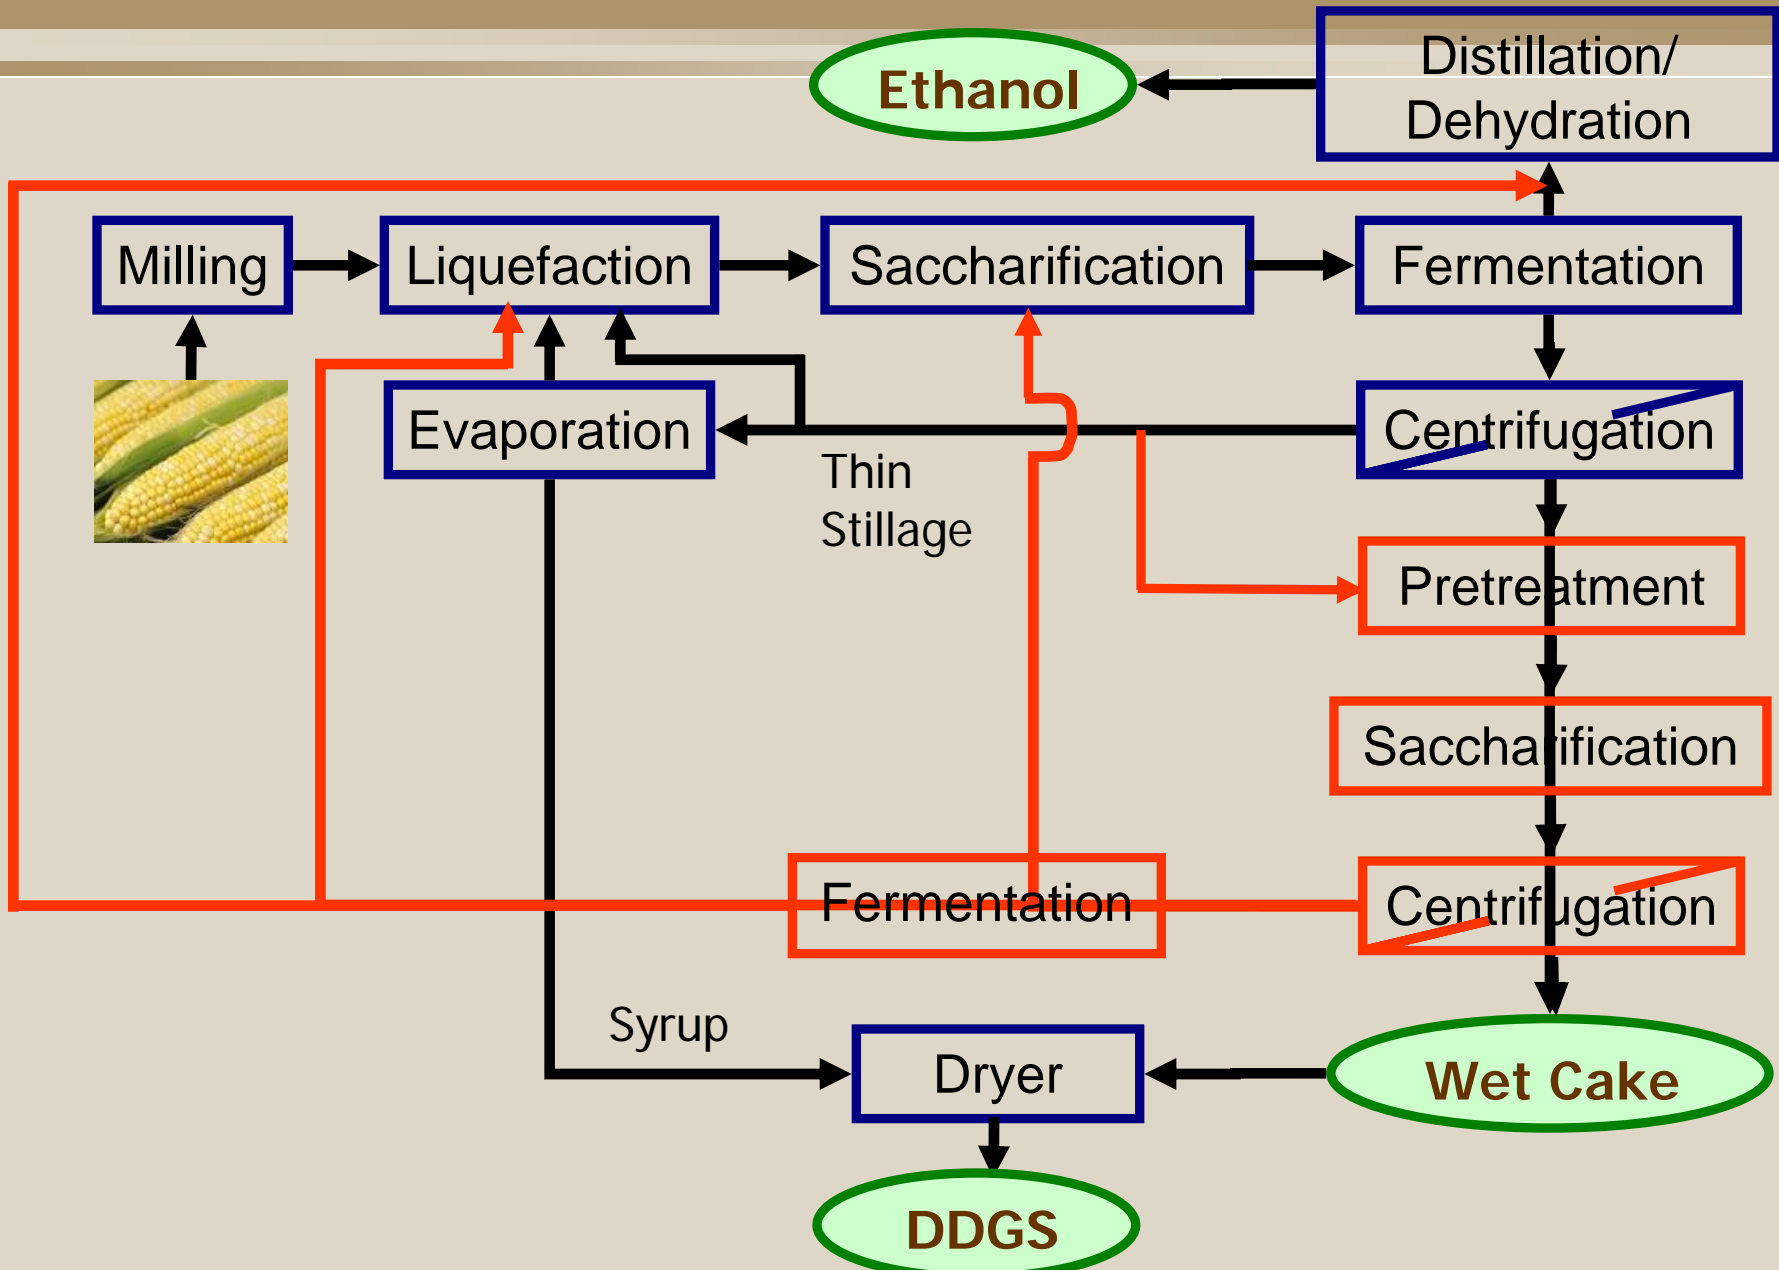 Distillation/
Dehydration
Ethanol
Milling
Liquefaction
Saccharification
Fermentation
Evaporation
Centrifugation
Thin
Stillage
Pretreatment
Saccharification
Fermentation
Centrifugation
Syrup
Dryer
Wet Cake
DDGS